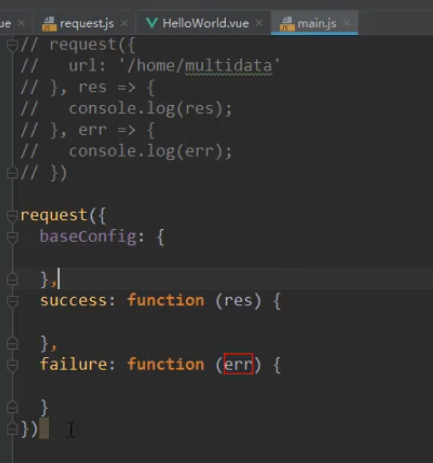 ue × request.js × HelloWorld.vue × main.js ×
// request({
//   url: '/home/multidata'
// }, res => {
//   console.log(res);
// }, err => {
//   console.log(err);
// })
request({
  baseConfig: {
  },
  success: function (res) {
  },
  failure: function (err) {
  }
})